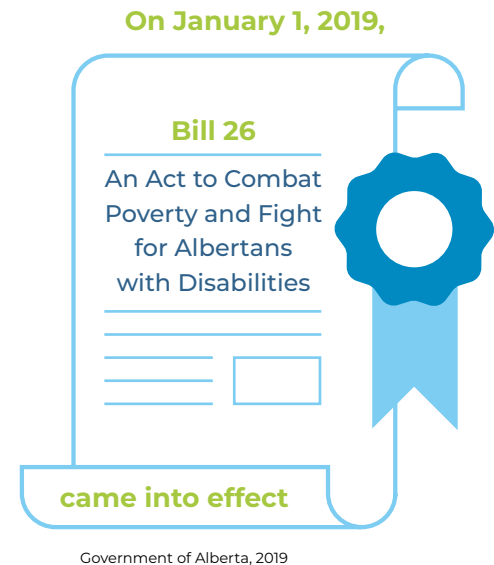 On January 1, 2019,
Bill 26
An Act to Combat
Poverty and Fight
for Albertans
with Disabilities
came into effect
Government of Alberta, 2019